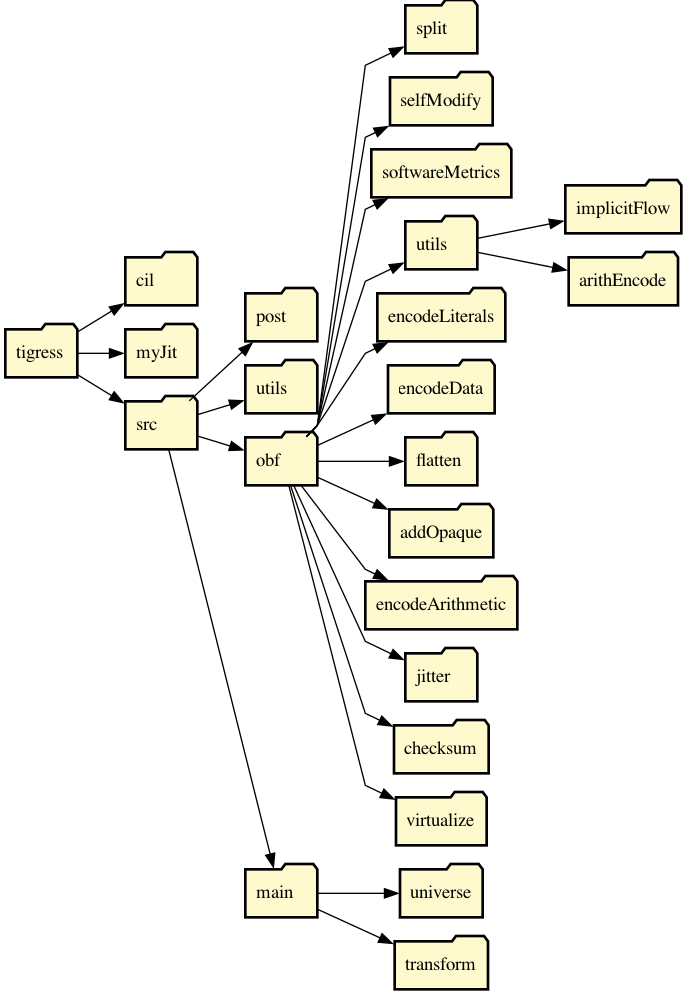 split
selfModify
softwareMetrics
implicitFlow
utils
cil
arithEncode
post
encodeLiterals
tigress
myJit
utils
encodeData
src
obf
flatten
addOpaque
encodeArithmetic
jitter
checksum
virtualize
main
universe
transform